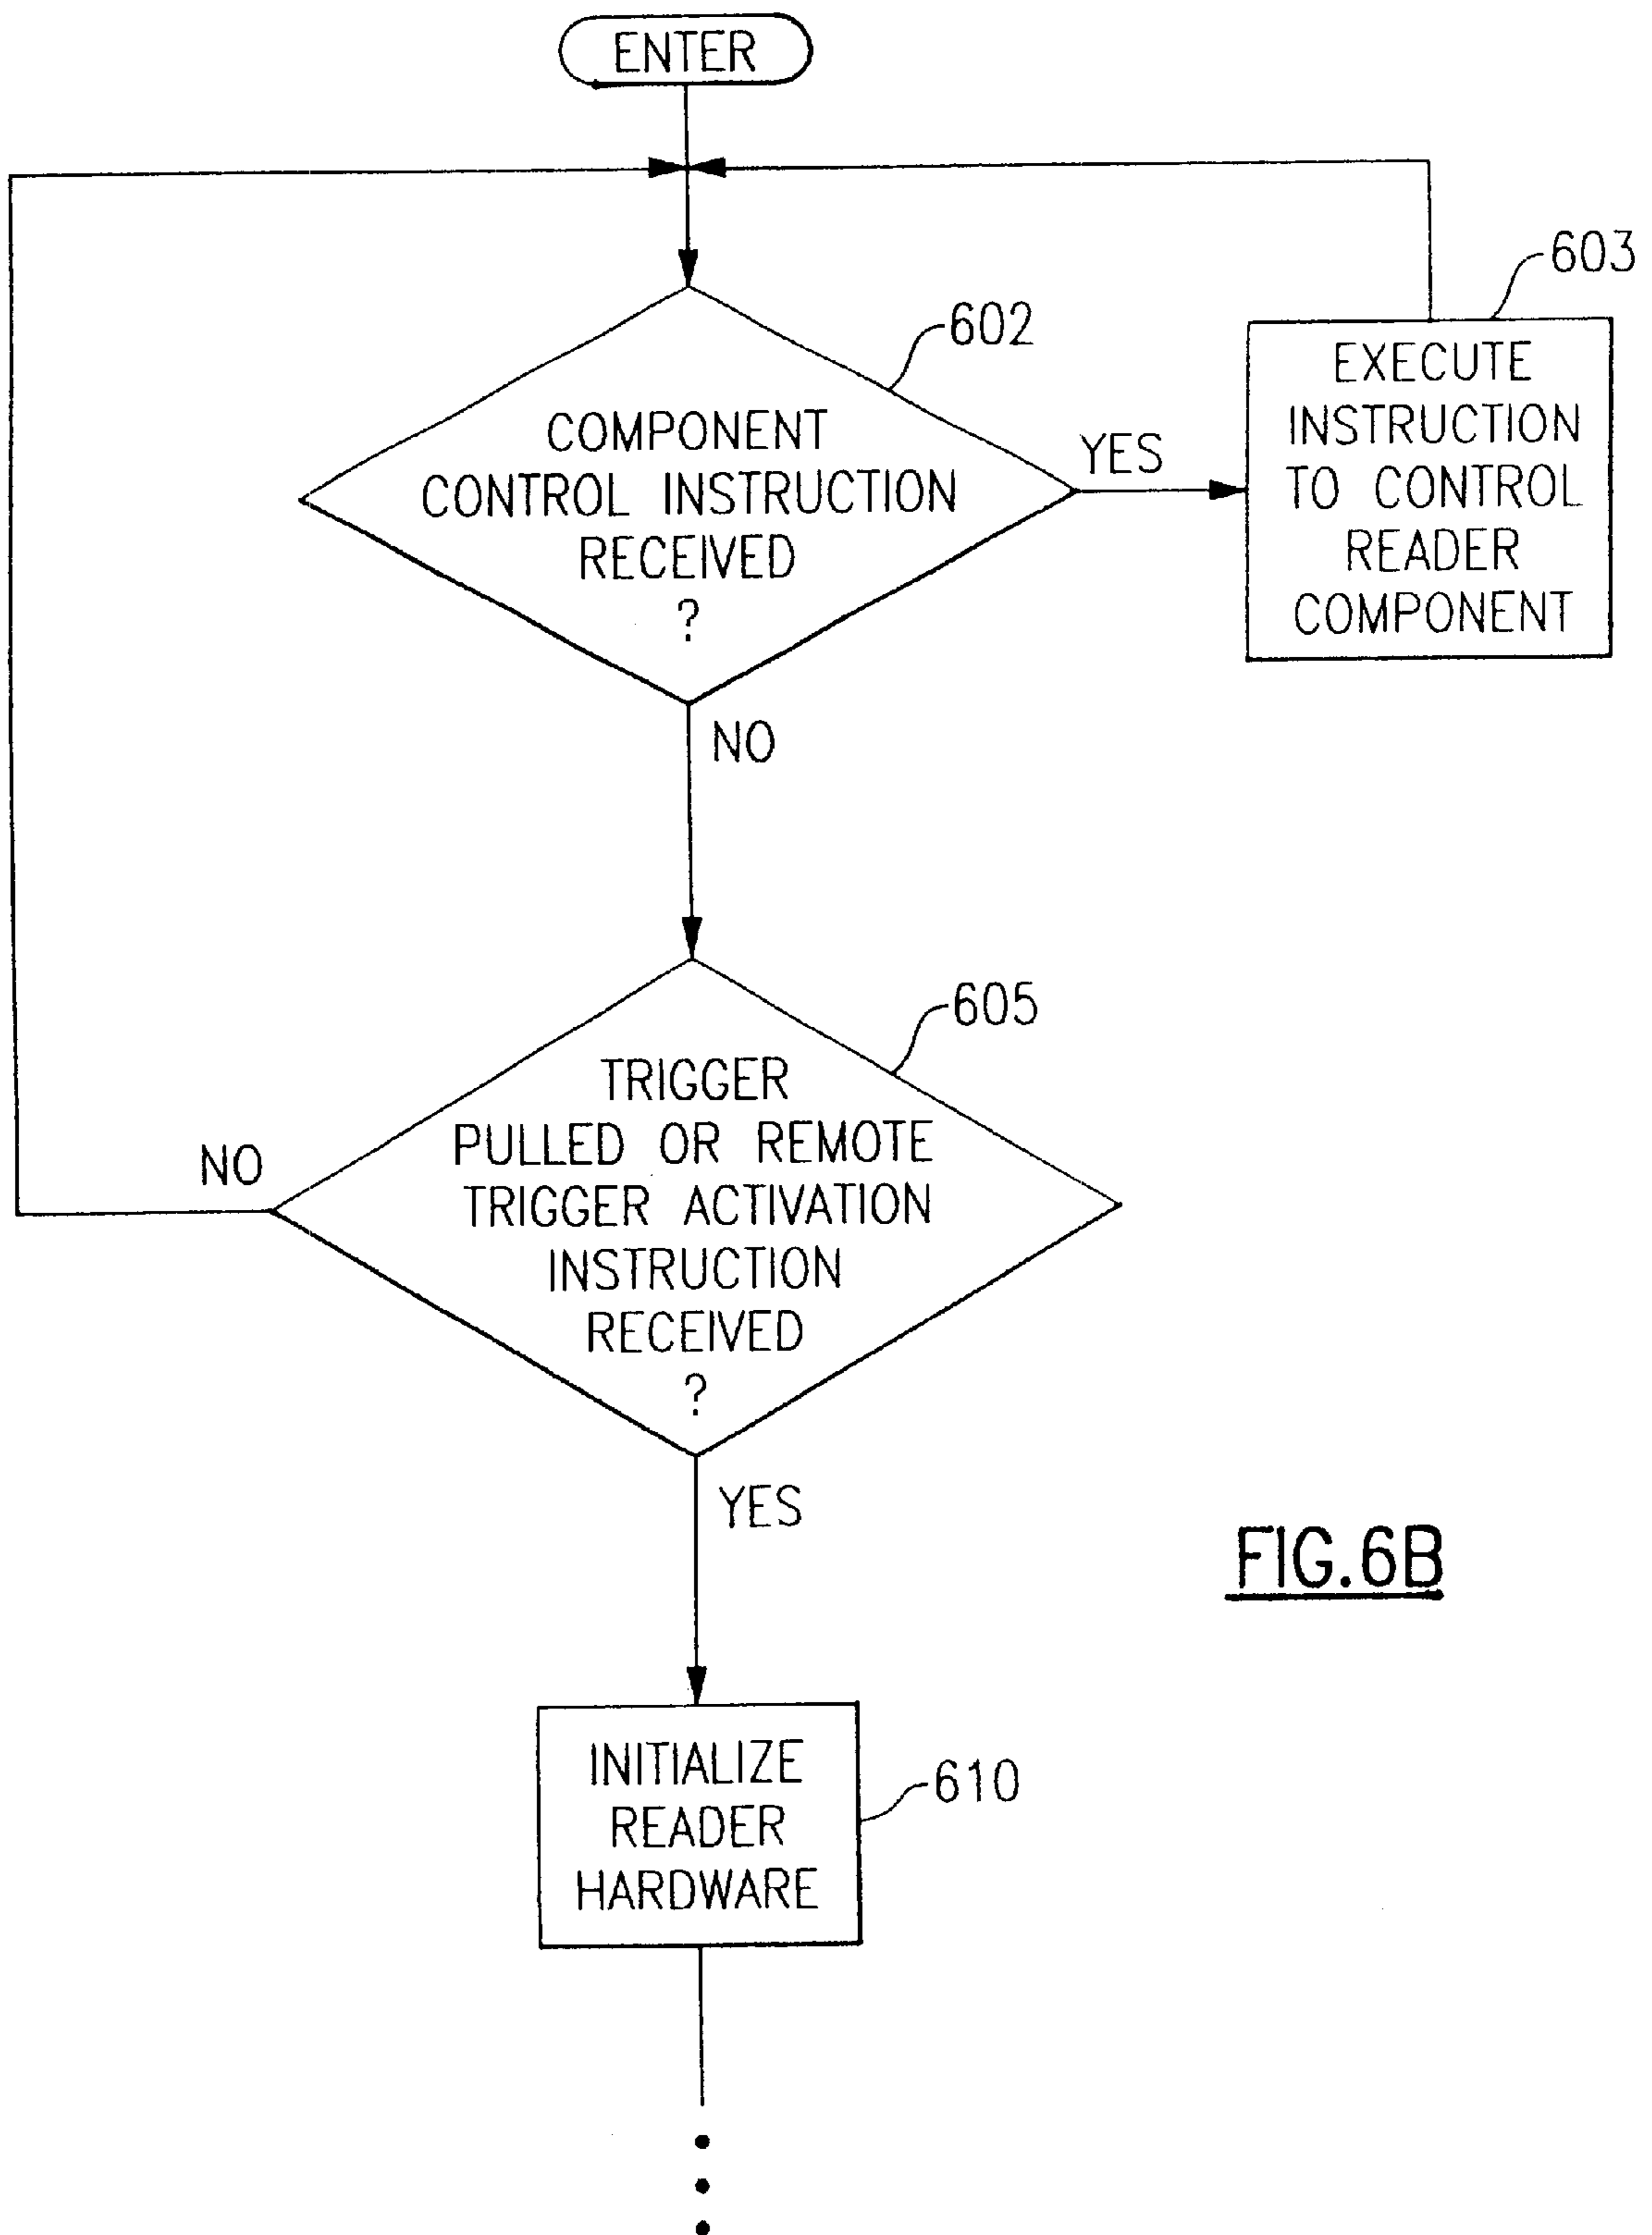 ENTER
602
COMPONENT
CONTROL INSTRUCTION
RECEIVED
?
YES
603
EXECUTE
INSTRUCTION
TO CONTROL
READER
COMPONENT
NO
605
TRIGGER
PULLED OR REMOTE
TRIGGER ACTIVATION
INSTRUCTION
RECEIVED
?
NO
YES
610
INITIALIZE
READER
HARDWARE
FIG.6B